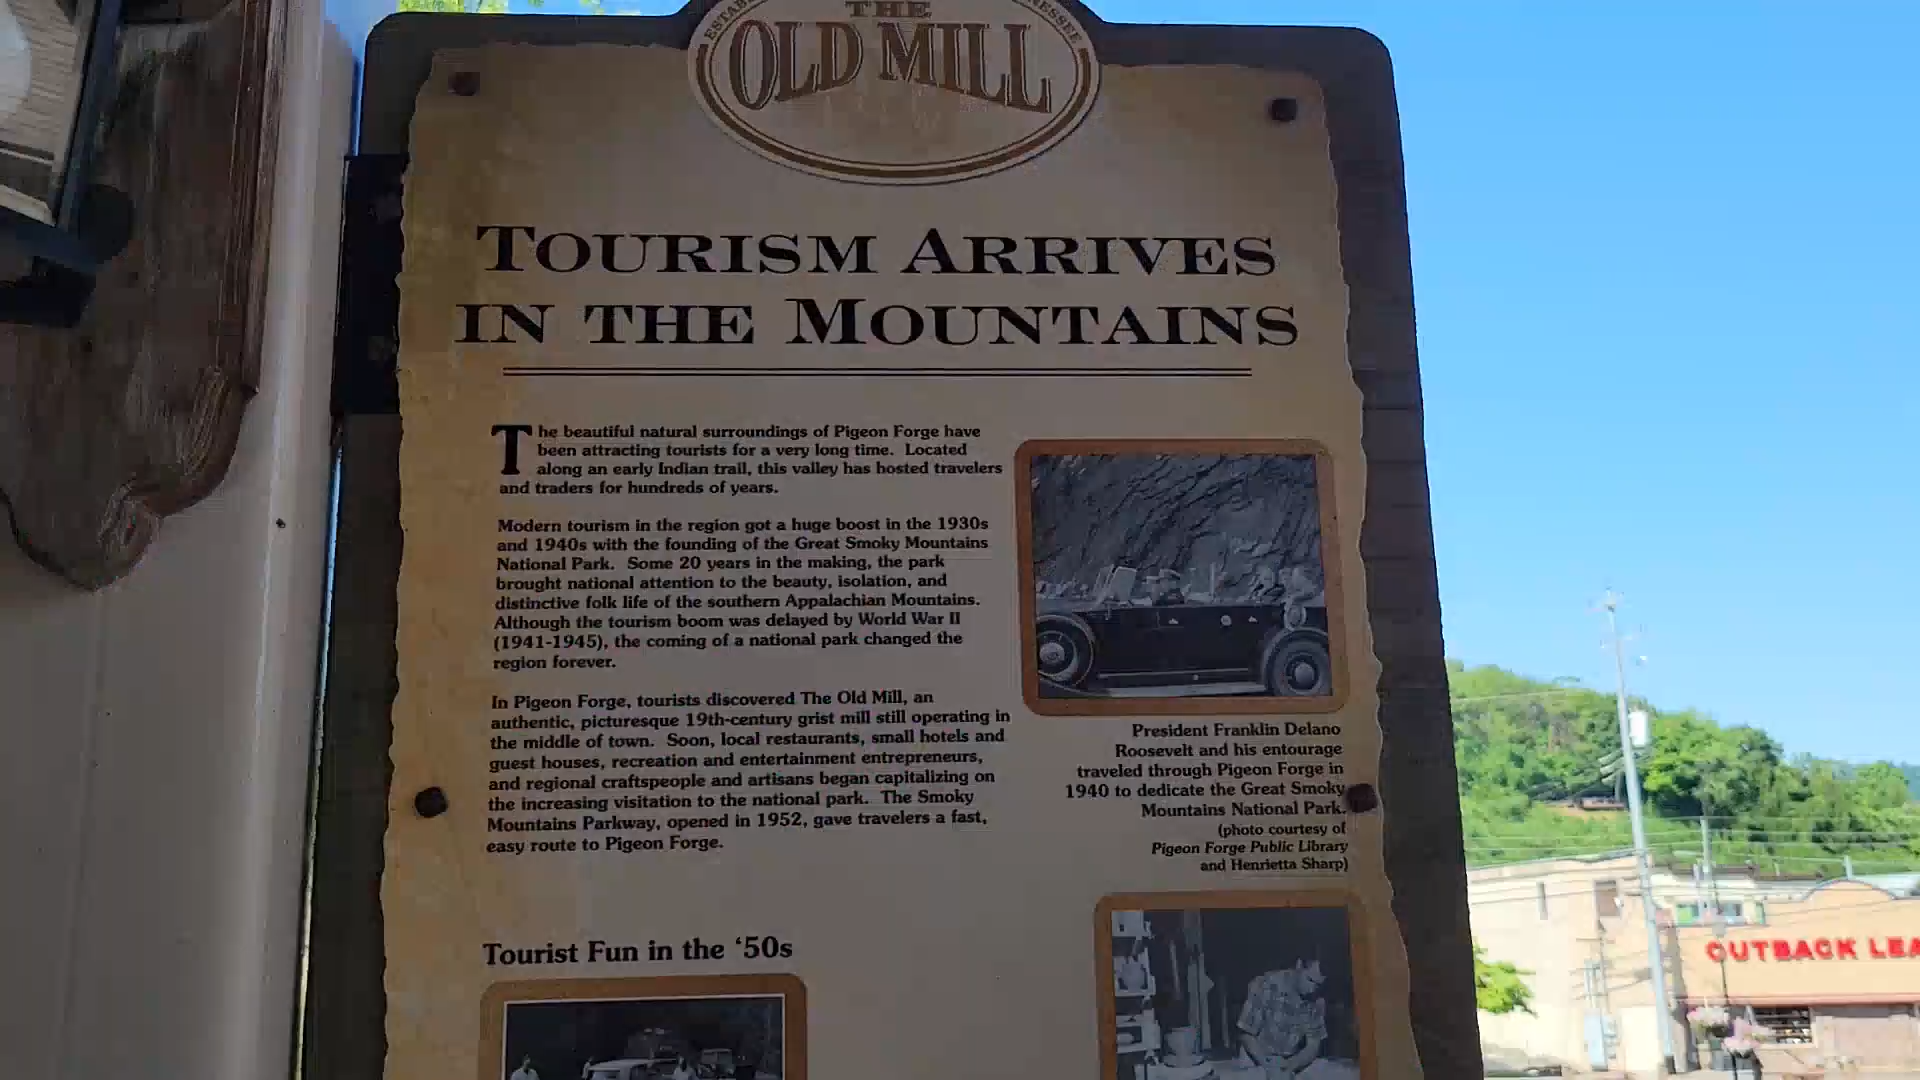 THE
OLD MILL
TOURISM ARRIVES
IN THE MOUNTAINS
The beautiful natural surroundings of Pigeon Forge have
been attracting tourists for a very long time. Located
along an early Indian trail, this valley has hosted travelers
and traders for hundreds of years.
Modern tourism in the region got a huge boost in the 1930s
and 1940s with the founding of the Great Smoky Mountains
National Park. Some 20 years in the making, the park
brought national attention to the beauty, isolation, and
distinctive folk life of the southern Appalachian Mountains.
Although the tourism boom was delayed by World War II
(1941-1945), the coming of a national park changed the
region forever.
In Pigeon Forge, tourists discovered The Old Mill, an
authentic, picturesque 19th-century grist mill still operating in
the middle of town. Soon, local restaurants, small hotels and
guest houses, recreation and entertainment entrepreneurs,
and regional craftspeople and artisans began capitalizing on
the increasing visitation to the national park. The Smoky
Mountains Parkway, opened in 1952, gave travelers a fast,
easy route to Pigeon Forge.
President Franklin Delano
Roosevelt and his entourage
traveled through Pigeon Forge in
1940 to dedicate the Great Smoky
Mountains National Park.
(photo courtesy of
Pigeon Forge Public Library
and Henrietta Sharp)
Tourist Fun in the ‘50s
OUTBACK LEA